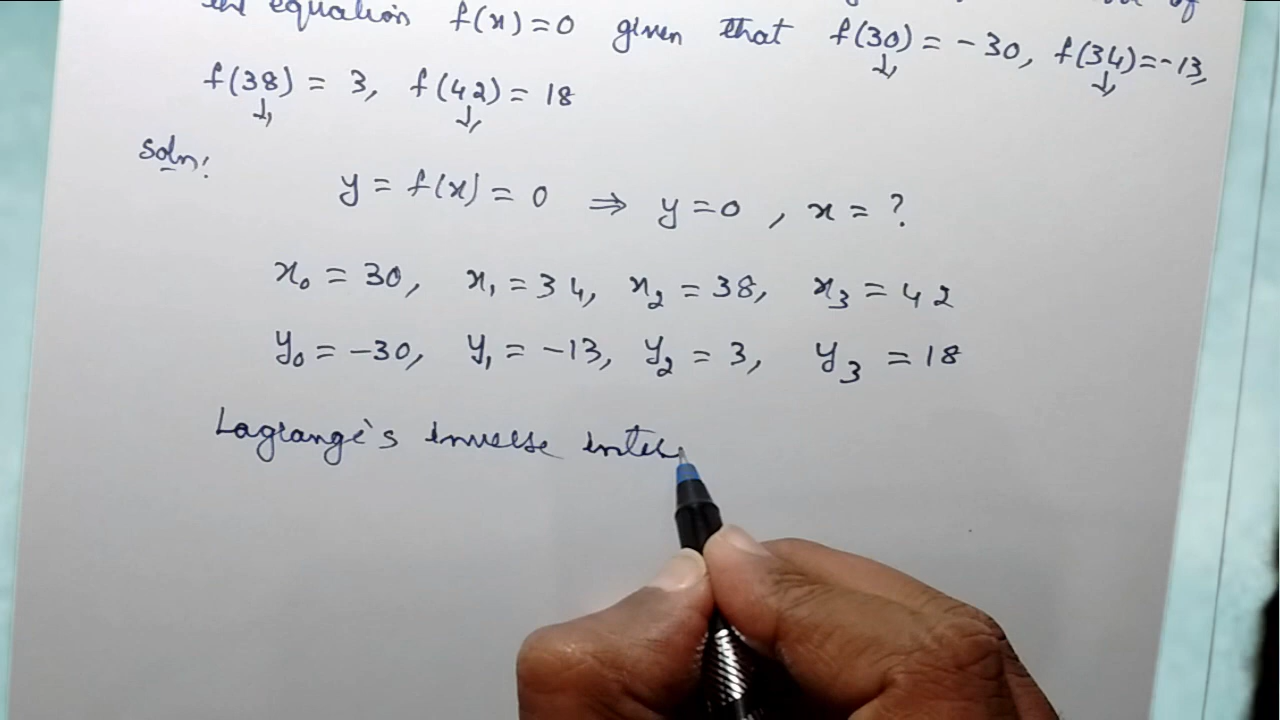 the equation f(x) = 0 given that f(30) = -30, f(34) = -13,
f(38) = 3, f(42) = 18
Soln:
y = f(x) = 0 ⇒ y = 0 , x = ?
x₀ = 30, x₁ = 34, x₂ = 38, x₃ = 42
y₀ = -30, y₁ = -13, y₂ = 3, y₃ = 18
Lagrange's inverse inter